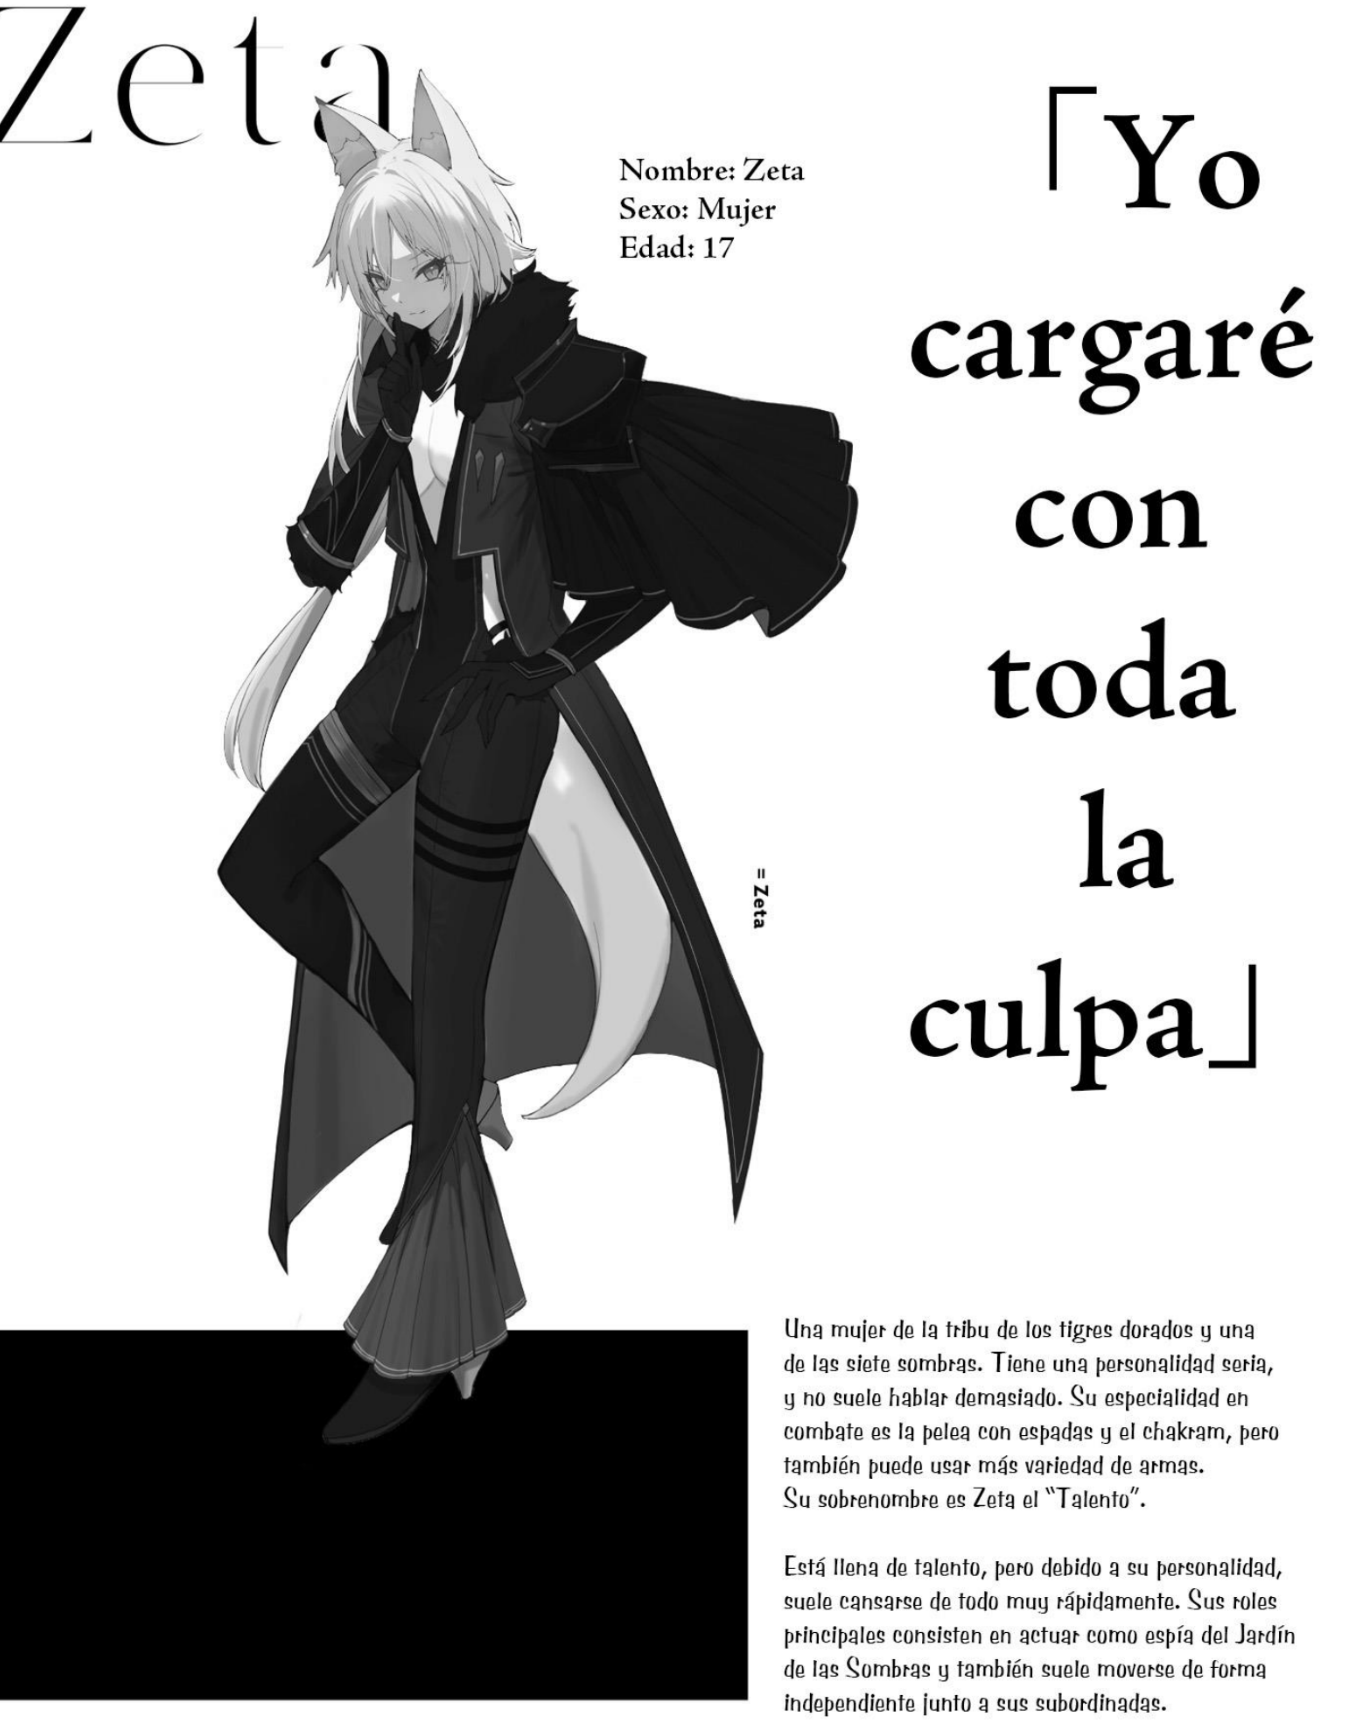 Zeta
Nombre: Zeta
Sexo: Mujer
Edad: 17
「Yo
cargaré
con
toda
la
culpa」
= Zeta
Una mujer de la tribu de los tigres dorados y una
de las siete sombras. Tiene una personalidad seria,
y no suele hablar demasiado. Su especialidad en
combate es la pelea con espadas y el chakram, pero
también puede usar más variedad de armas.
Su sobrenombre es Zeta el “Talento”.
Está llena de talento, pero debido a su personalidad,
suele cansarse de todo muy rápidamente. Sus roles
principales consisten en actuar como espía del Jardín
de las Sombras y también suele moverse de forma
independiente junto a sus subordinadas.